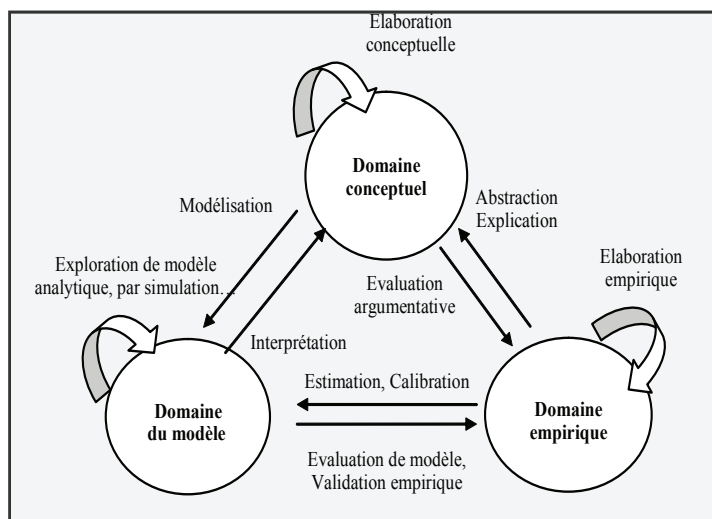 Elaboration
conceptuelle
Domaine
conceptuel
Modélisation
Abstraction
Explication
Exploration de modèle
analytique, par simulation…
Evaluation
argumentative
Elaboration
empirique
Interprétation
Estimation, Calibration
Domaine
du modèle
Domaine
empirique
Evaluation de modèle,
Validation empirique